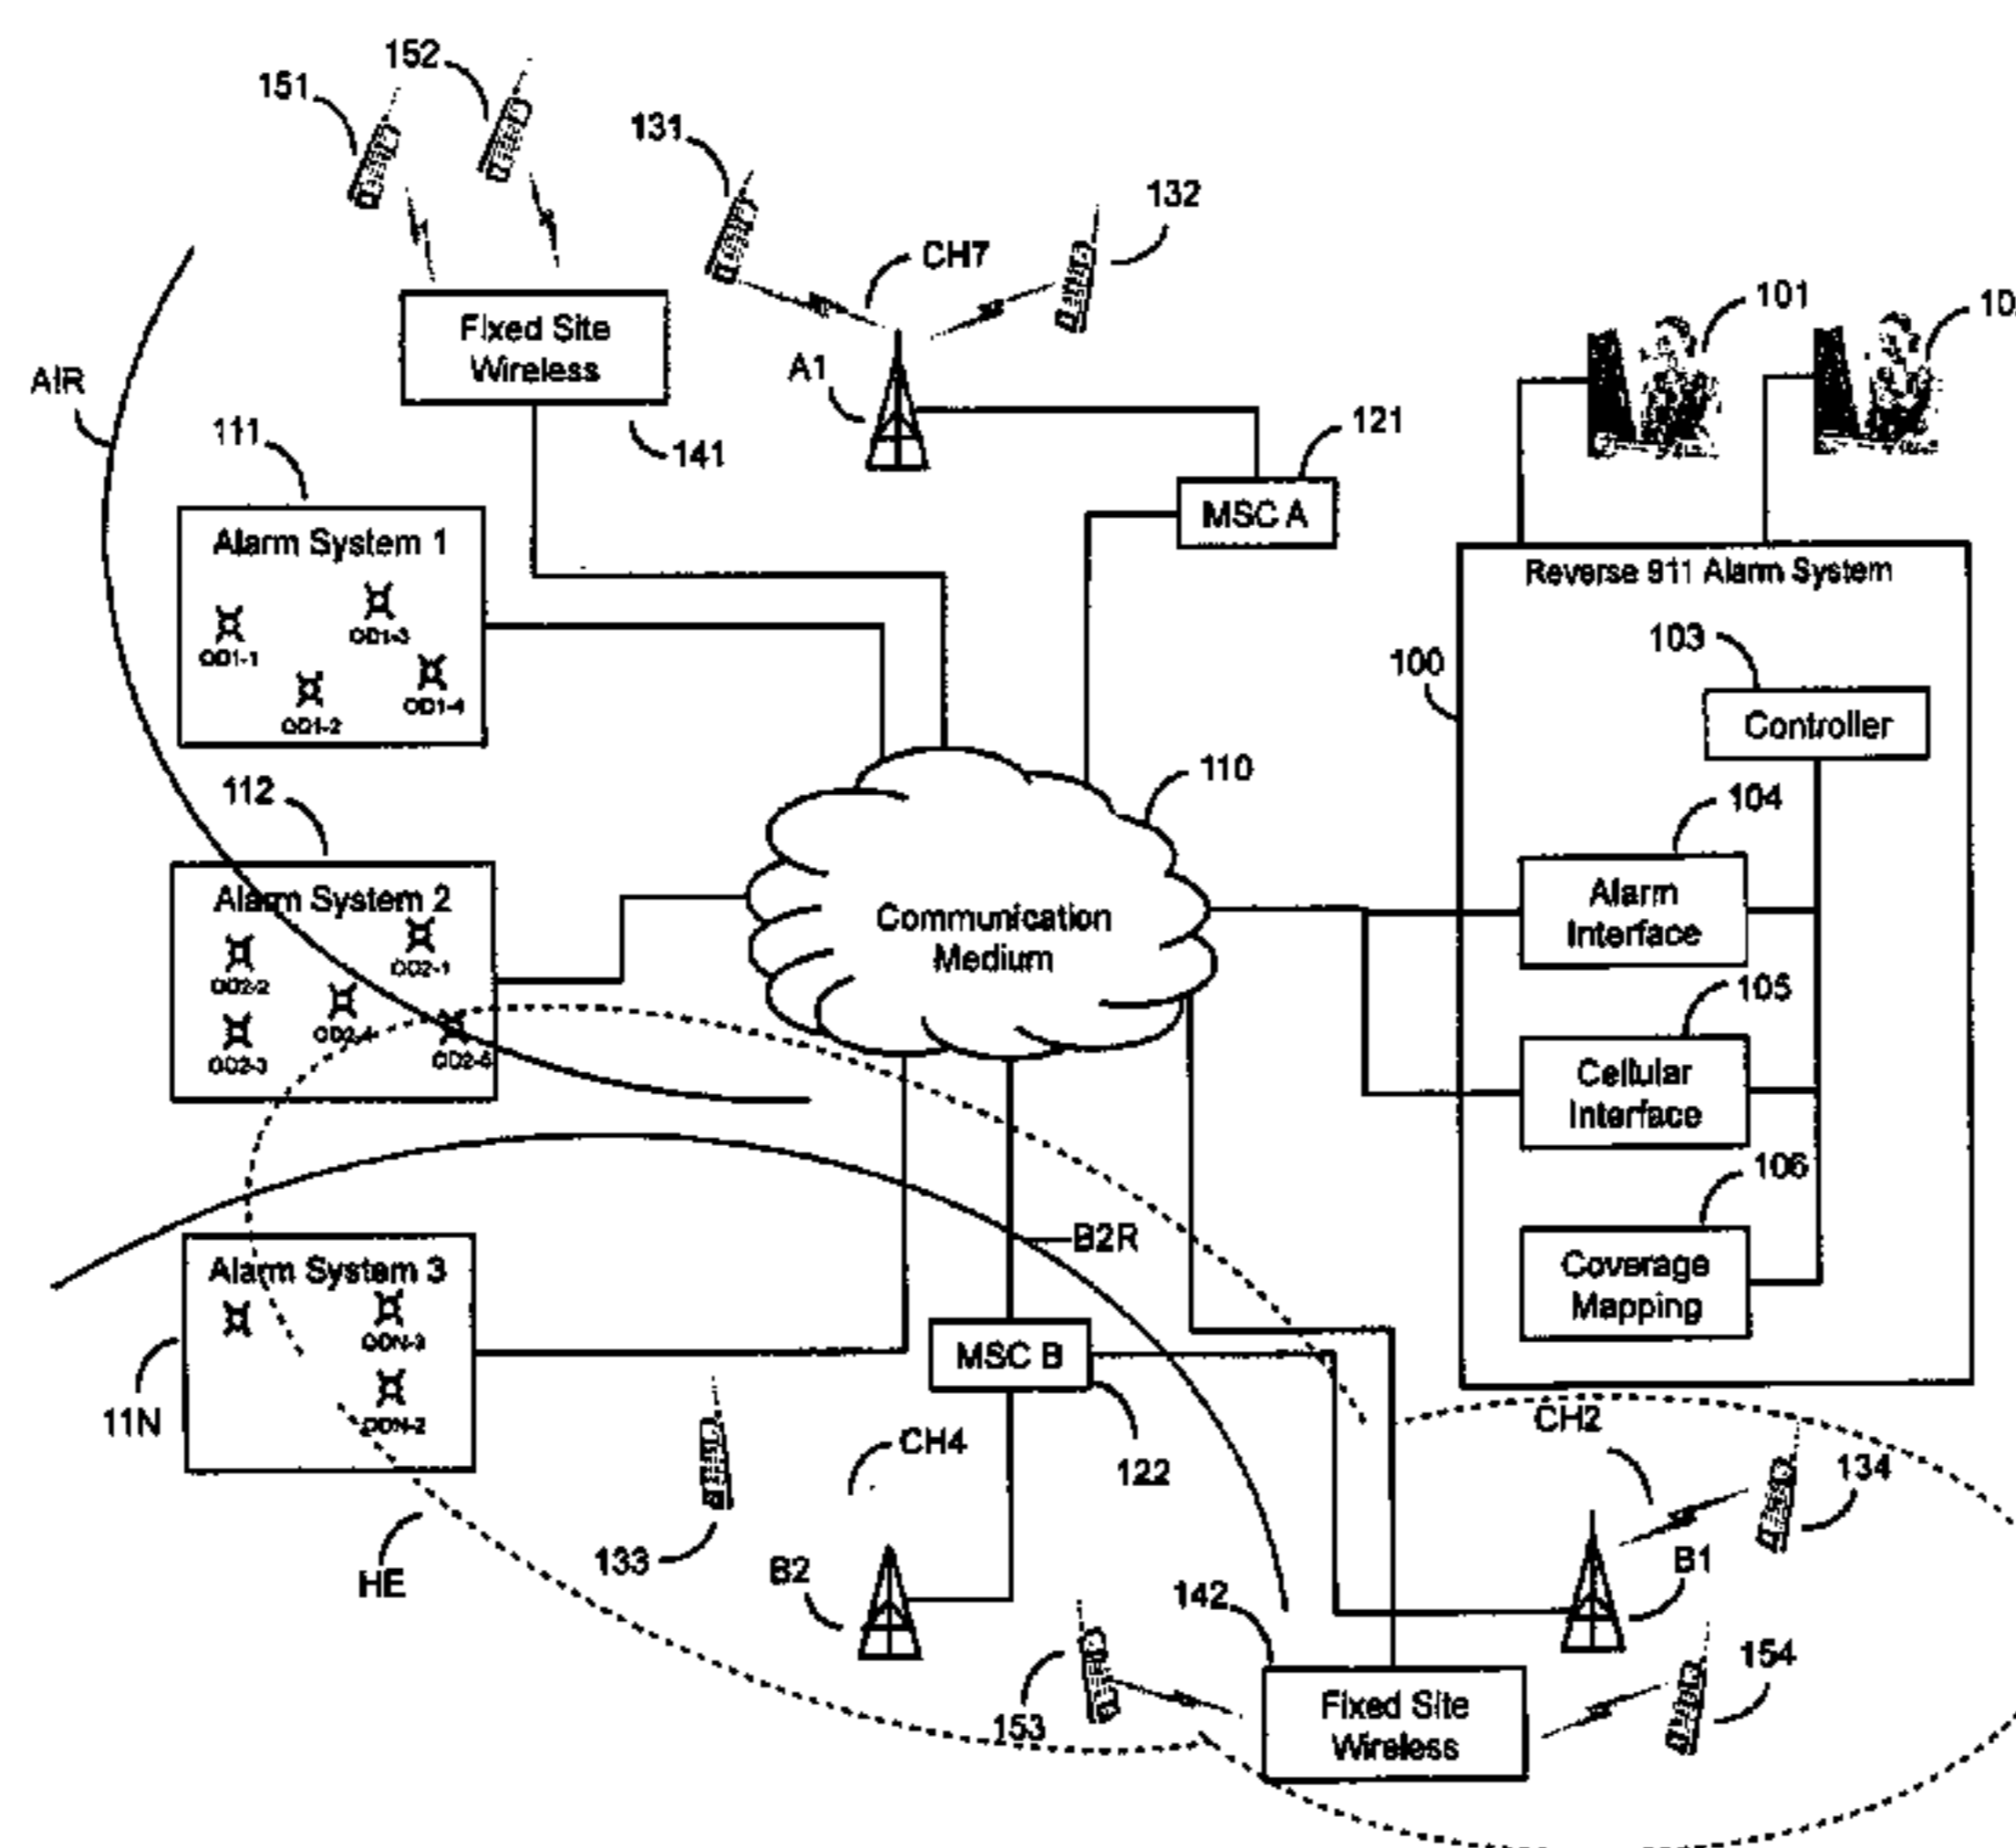 152
151
131
132
CH7
101
10
Fixed Site
Wireless
AIR
A1
111
141
121
MSC A
Alarm System 1
Reverse 911 Alarm System
OD1-3
OD1-1
OD1-2
OD1-4
103
100
Controller
112
110
104
Alarm System 2
Alarm
Interface
Communication
Medium
OD2-1
OD2-2
OD2-4
OD2-3
OD2-5
105
Cellular
Interface
106
B2R
Alarm System 3
Coverage
Mapping
ODN-3
MSC B
11N
ODN-2
CH4
122
CH2
134
133
HE
B2
142
B1
153
154
Fixed Site
Wireless